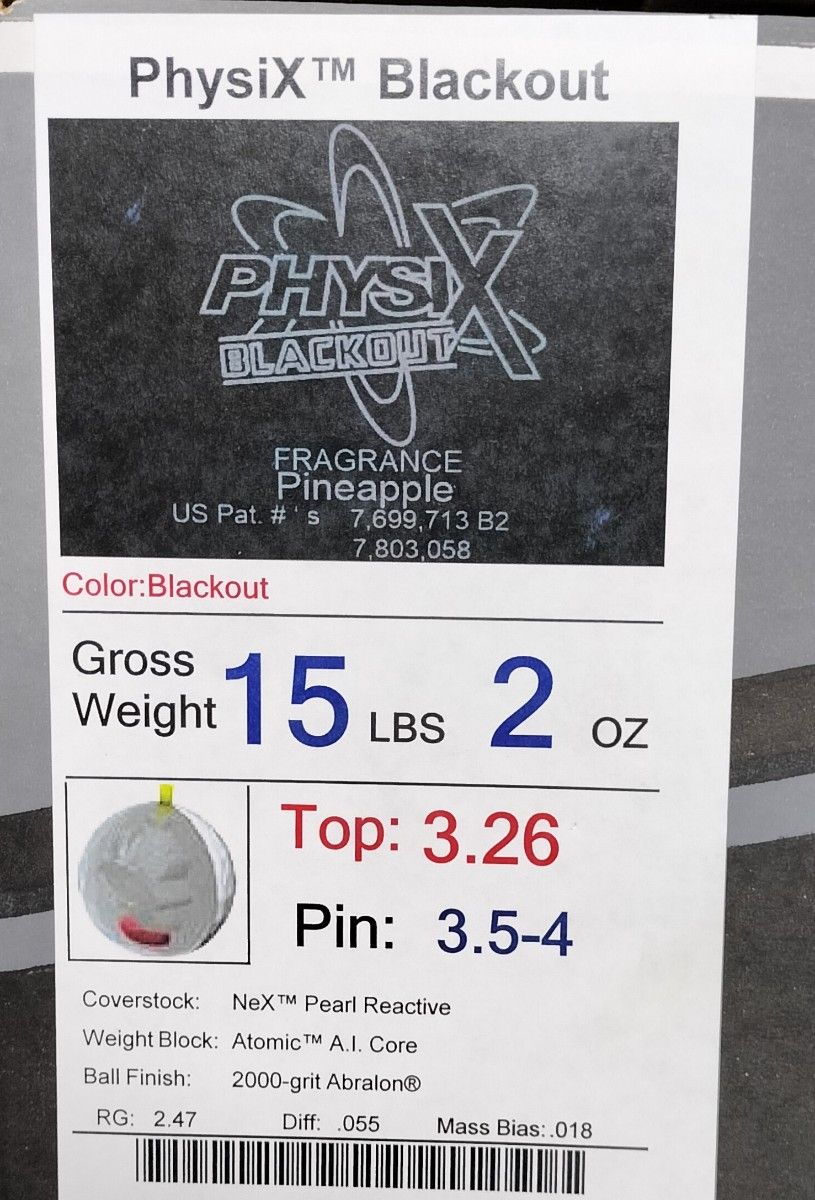 PhysiX™ Blackout
PHYSIX
BLACKOUT
FRAGRANCE
Pineapple
US Pat. # ' s 7,699,713 B2
7,803,058
Color:Blackout
Gross Weight 15 LBS 2 OZ
Top: 3.26
Pin: 3.5-4
Coverstock: NeX™ Pearl Reactive
Weight Block: Atomic™ A.I. Core
Ball Finish: 2000-grit Abralon®
RG: 2.47 Diff: .055 Mass Bias: .018